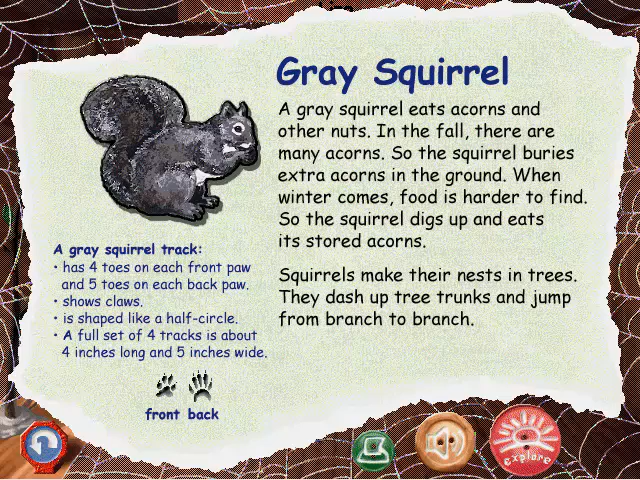 Gray Squirrel
A gray squirrel eats acorns and
other nuts. In the fall, there are
many acorns. So the squirrel buries
extra acorns in the ground. When
winter comes, food is harder to find.
So the squirrel digs up and eats
its stored acorns.
Squirrels make their nests in trees.
They dash up tree trunks and jump
from branch to branch.
A gray squirrel track:
• has 4 toes on each front paw
and 5 toes on each back paw.
• shows claws.
• is shaped like a half-circle.
• A full set of 4 tracks is about
4 inches long and 5 inches wide.
front back
explore